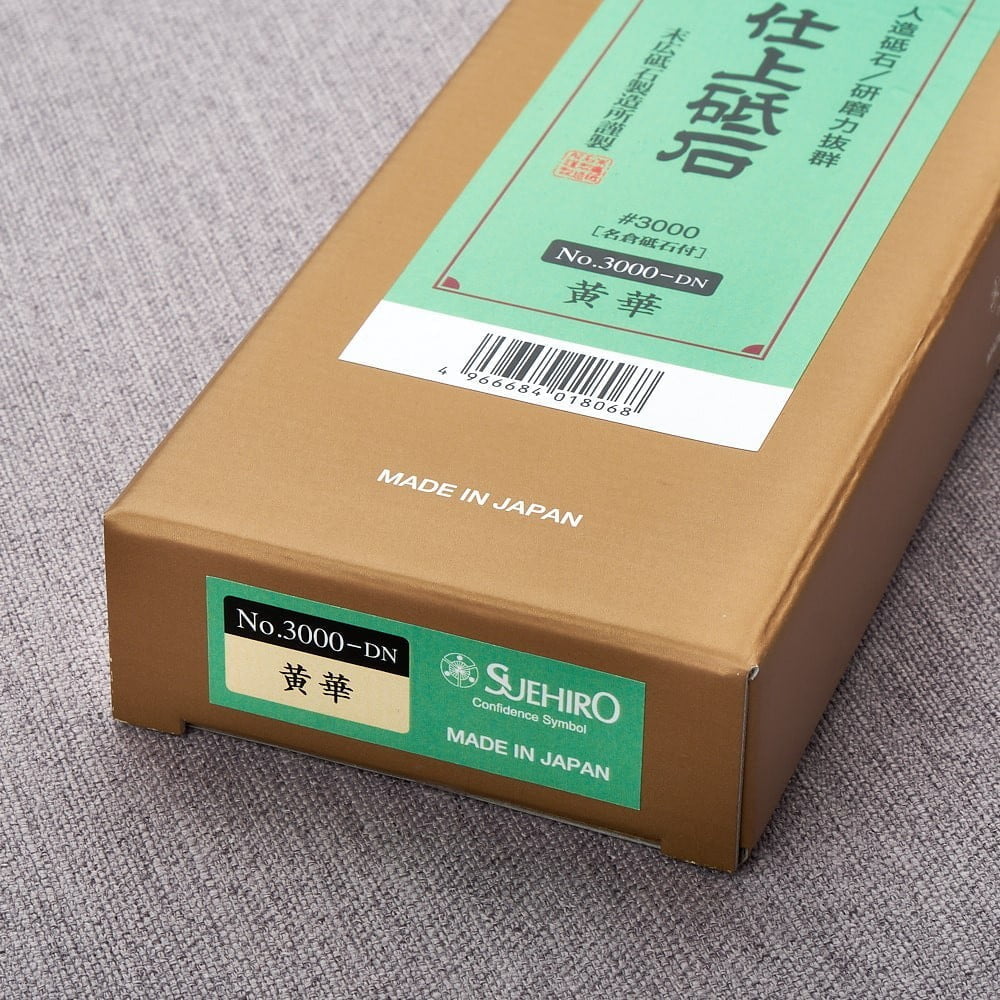 人造砥石/研磨力抜群
仕上砥石
末広砥石製造所謹製
#3000
[名倉砥石付]
No.3000-DN
黄華
4 966684 018068
MADE IN JAPAN
No.3000-DN
黄華
SUEHIRO
Confidence Symbol
MADE IN JAPAN